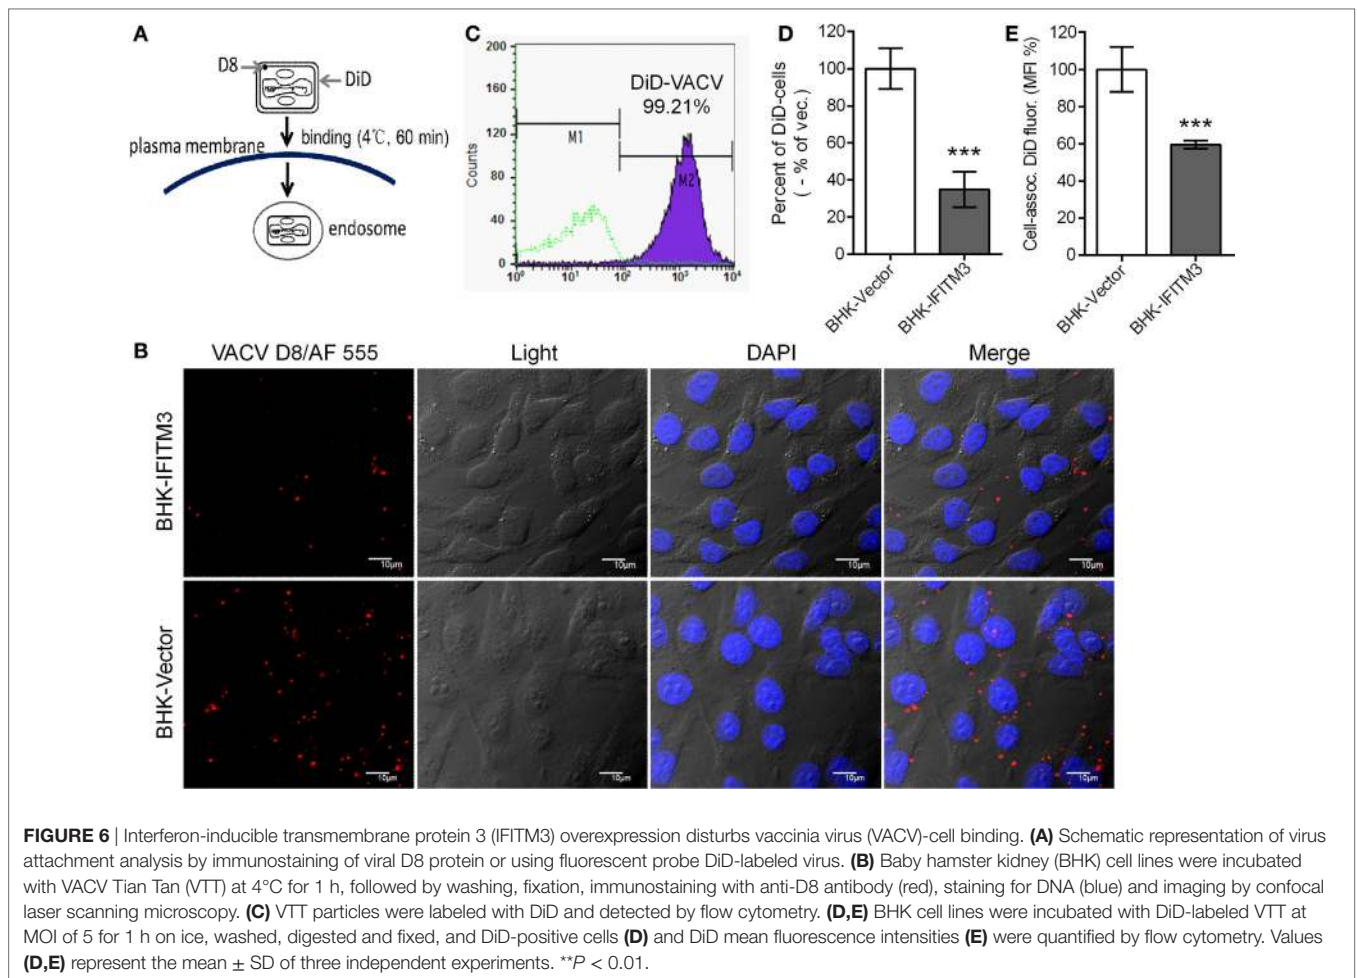 A
D8
DiD
plasma membrane
binding (4℃, 60 min)
endosome
C
200
160
120
80
40
0
Counts
10⁰ 10¹ 10² 10³ 10⁴
M1
M2
DiD-VACV
99.21%
D
Percent of DiD-cells
( - % of vec.)
120
100
80
60
40
20
0
***
BHK-Vector
BHK-IFITM3
E
Cell-assoc. DiD fluor. (MFI %)
120
100
80
60
40
20
0
***
BHK-Vector
BHK-IFITM3
B
VACV D8/AF 555 Light DAPI Merge
BHK-IFITM3
10μm 10μm 10μm 10μm
BHK-Vector
10μm 10μm 10μm 10μm
FIGURE 6 | Interferon-inducible transmembrane protein 3 (IFITM3) overexpression disturbs vaccinia virus (VACV)-cell binding. (A) Schematic representation of virus
attachment analysis by immunostaining of viral D8 protein or using fluorescent probe DiD-labeled virus. (B) Baby hamster kidney (BHK) cell lines were incubated
with VACV Tian Tan (VTT) at 4°C for 1 h, followed by washing, fixation, immunostaining with anti-D8 antibody (red), staining for DNA (blue) and imaging by confocal
laser scanning microscopy. (C) VTT particles were labeled with DiD and detected by flow cytometry. (D,E) BHK cell lines were incubated with DiD-labeled VTT at
MOI of 5 for 1 h on ice, washed, digested and fixed, and DiD-positive cells (D) and DiD mean fluorescence intensities (E) were quantified by flow cytometry. Values
(D,E) represent the mean ± SD of three independent experiments. **P < 0.01.